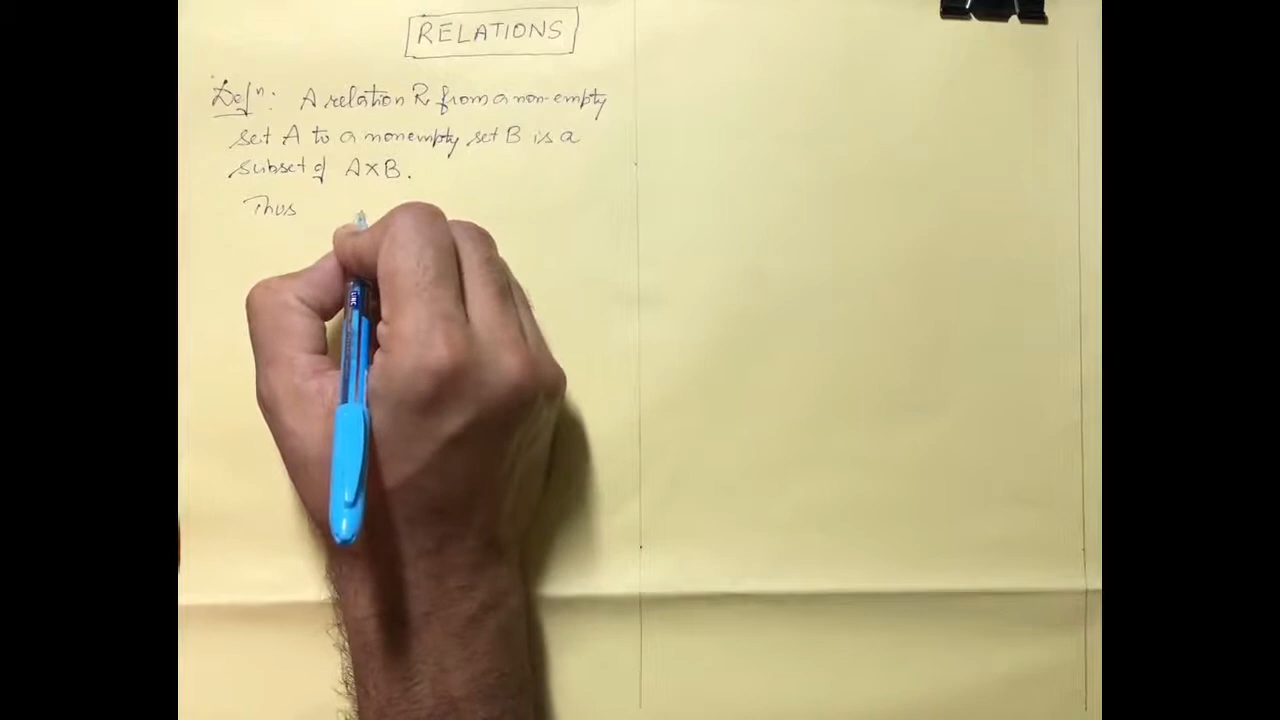 RELATIONS
Defⁿ: A relation R from a non-empty
set A to a nonempty set B is a
subset of A×B.
Thus